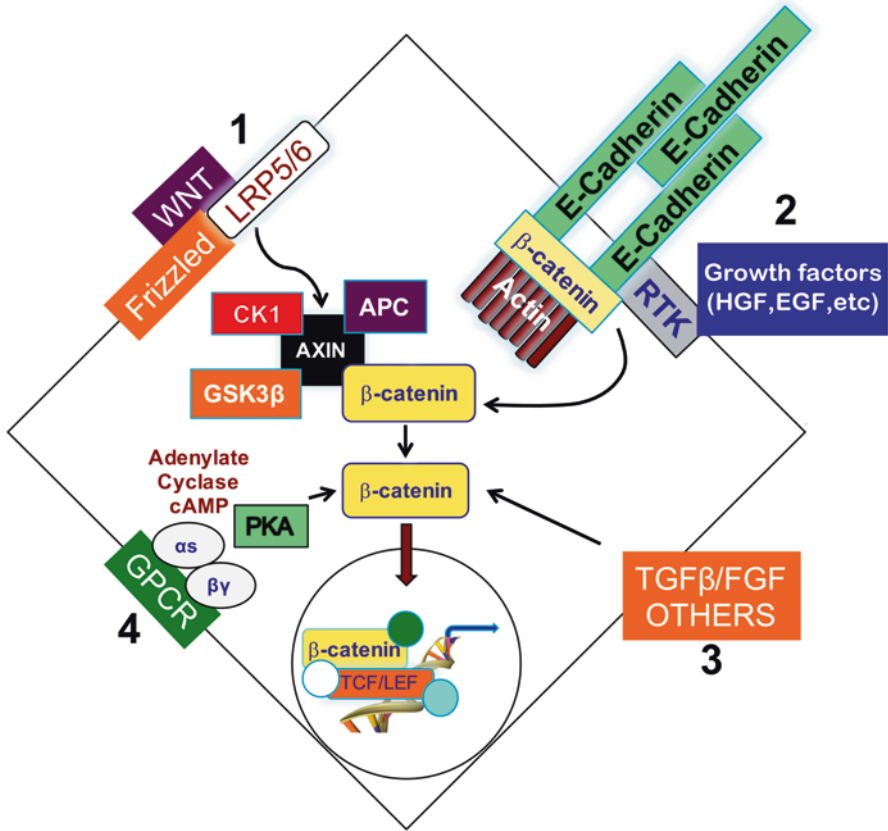 1
WNT
LRP5/6
Frizzled
E-Cadherin
E-Cadherin
E-Cadherin
β-catenin
Actin
2
RTK
Growth factors
(HGF,EGF,etc)
CK1
APC
AXIN
GSK3β
β-catenin
β-catenin
Adenylate
Cyclase
cAMP
PKA
αs
βγ
GPCR
4
TGFβ/FGF
OTHERS
3
β-catenin
TCF/LEF